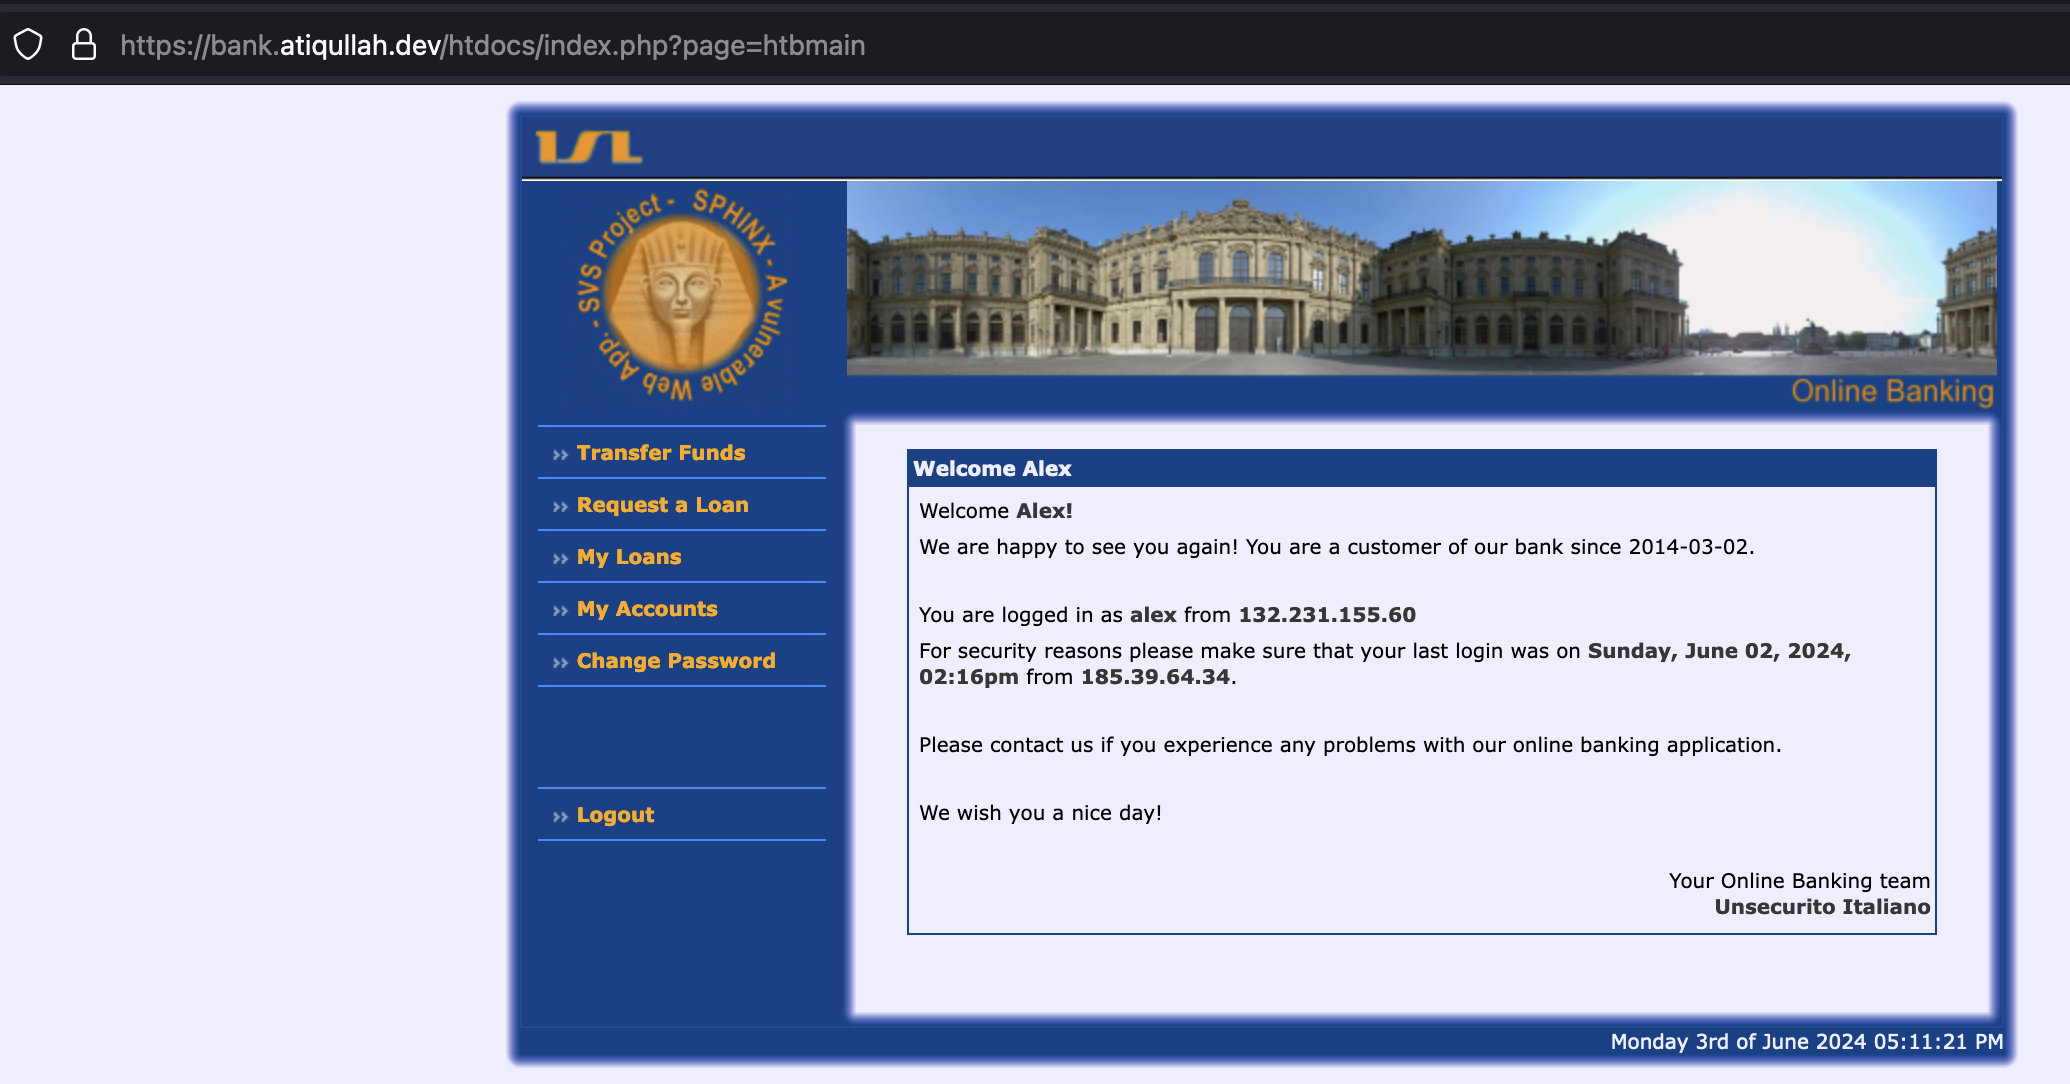 https://bank.atiqullah.dev/htdocs/index.php?page=htbmain
ISL
SVS Project - SPHINX - A vulnerable Web App. -
Online Banking
Transfer Funds
Request a Loan
My Loans
My Accounts
Change Password
Logout
Welcome Alex
Welcome Alex!
We are happy to see you again! You are a customer of our bank since 2014-03-02.
You are logged in as alex from 132.231.155.60
For security reasons please make sure that your last login was on Sunday, June 02, 2024,
02:16pm from 185.39.64.34.
Please contact us if you experience any problems with our online banking application.
We wish you a nice day!
Your Online Banking team
Unsecurito Italiano
Monday 3rd of June 2024 05:11:21 PM